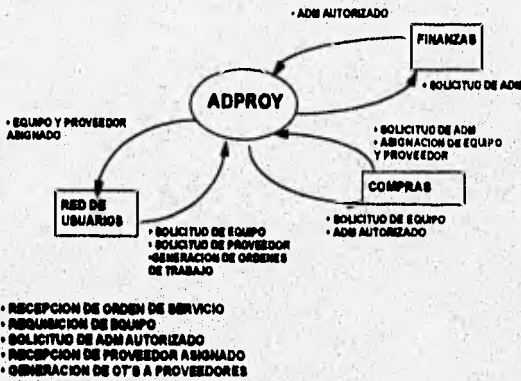 • ADM AUTORIZADO
FINANZAS
• SOLICITUD DE ADM
ADPROY
• EQUIPO Y PROVEEDOR
ASIGNADO
• SOLICITUD DE ADM
• ASIGNACION DE EQUIPO
Y PROVEEDOR
COMPRAS
RED DE
USUARIOS
• SOLICITUD DE EQUIPO
• ADM AUTORIZADO
• SOLICITUD DE EQUIPO
• SOLICITUD DE PROVEEDOR
•GENERACION DE ORDENES
DE TRABAJO
• RECEPCION DE ORDEN DE SERVICIO
• REQUISICION DE EQUIPO
• SOLICITUD DE ADM AUTORIZADO
• RECEPCION DE PROVEEDOR ASIGNADO
• GENERACION DE OT'S A PROVEEDORES